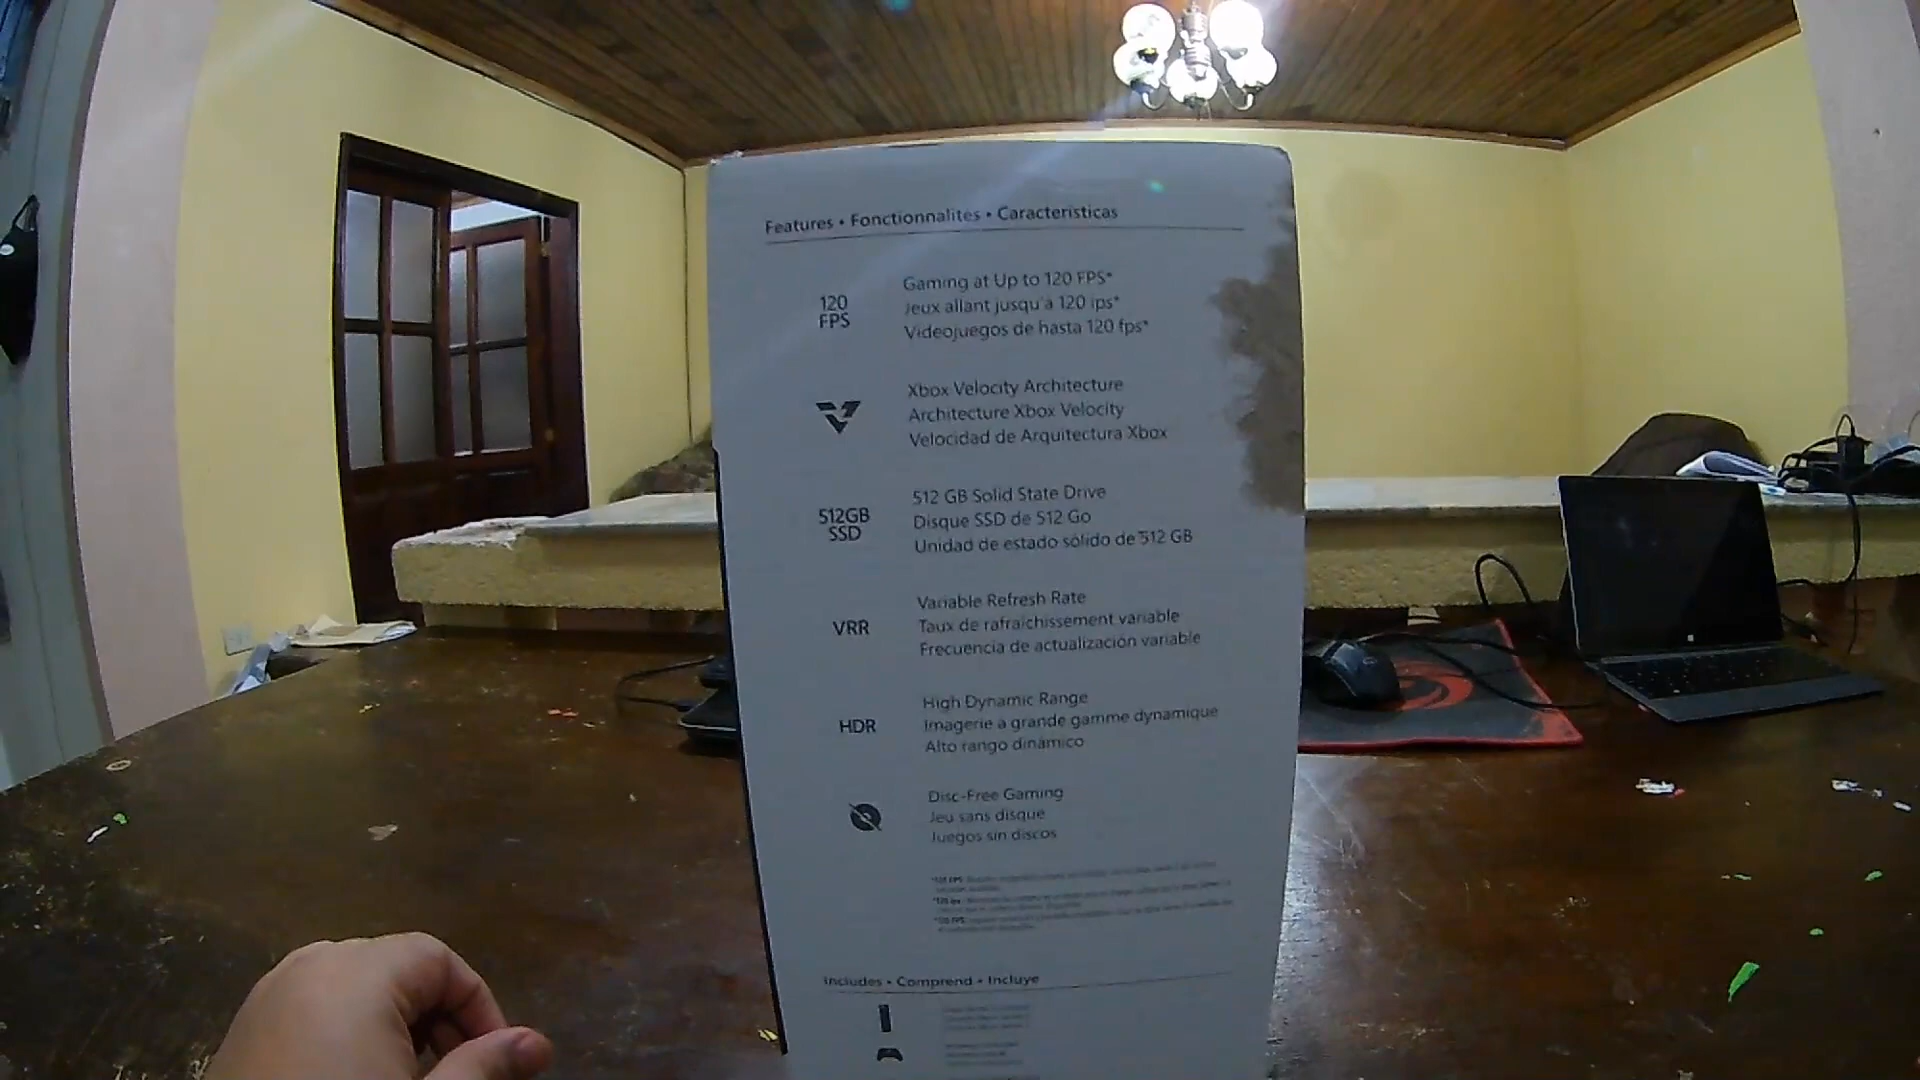 Features • Fonctionnalités • Características
120
FPS
Gaming at Up to 120 FPS*
Jeux allant jusqu'à 120 ips*
Videojuegos de hasta 120 fps*
Xbox Velocity Architecture
Architecture Xbox Velocity
Velocidad de Arquitectura Xbox
512GB
SSD
512 GB Solid State Drive
Disque SSD de 512 Go
Unidad de estado sólido de 512 GB
VRR
Variable Refresh Rate
Taux de rafraîchissement variable
Frecuencia de actualización variable
HDR
High Dynamic Range
Imagerie à grande gamme dynamique
Alto rango dinámico
Disc-Free Gaming
Jeu sans disque
Juegos sin discos
Includes • Comprend • Incluye